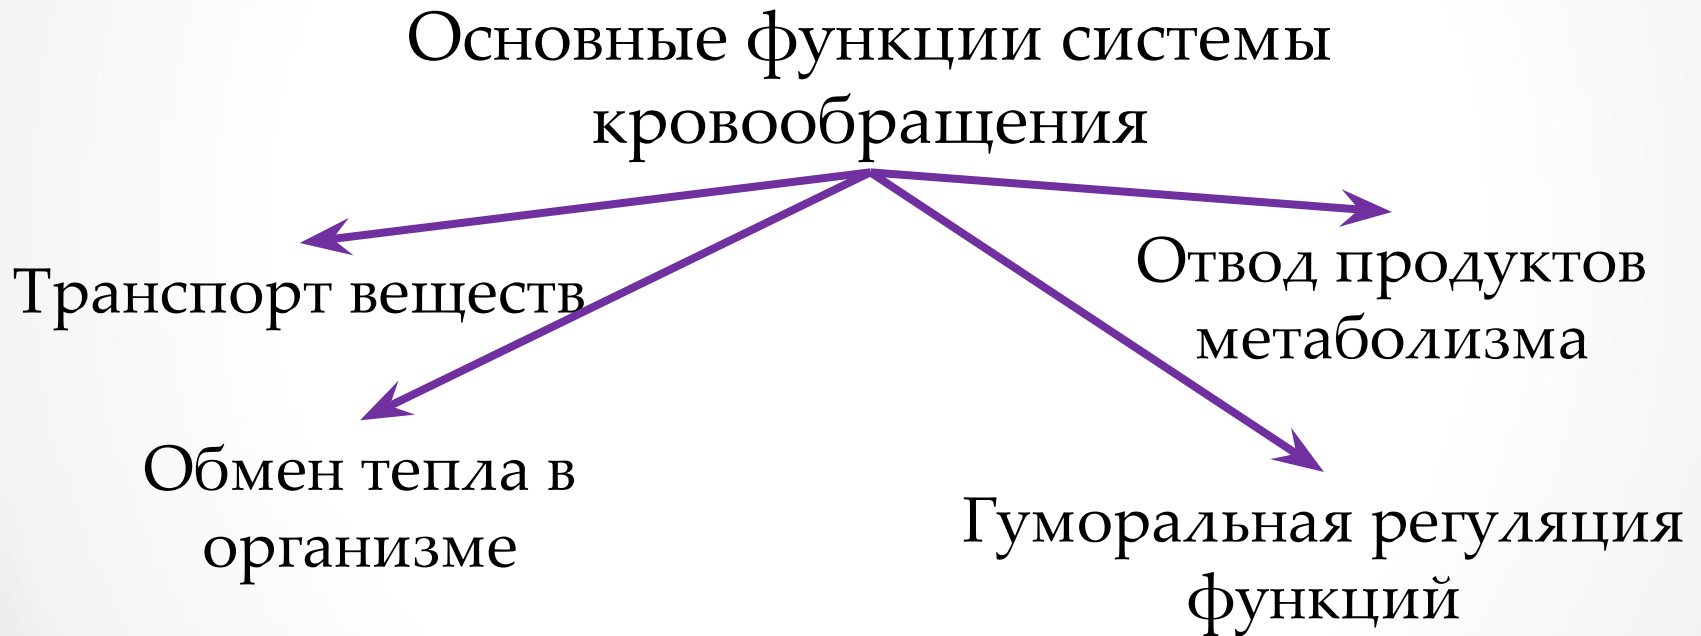 Основные функции системы
кровообращения
Транспорт веществ
Отвод продуктов
метаболизма
Обмен тепла в
организме
Гуморальная регуляция
функций